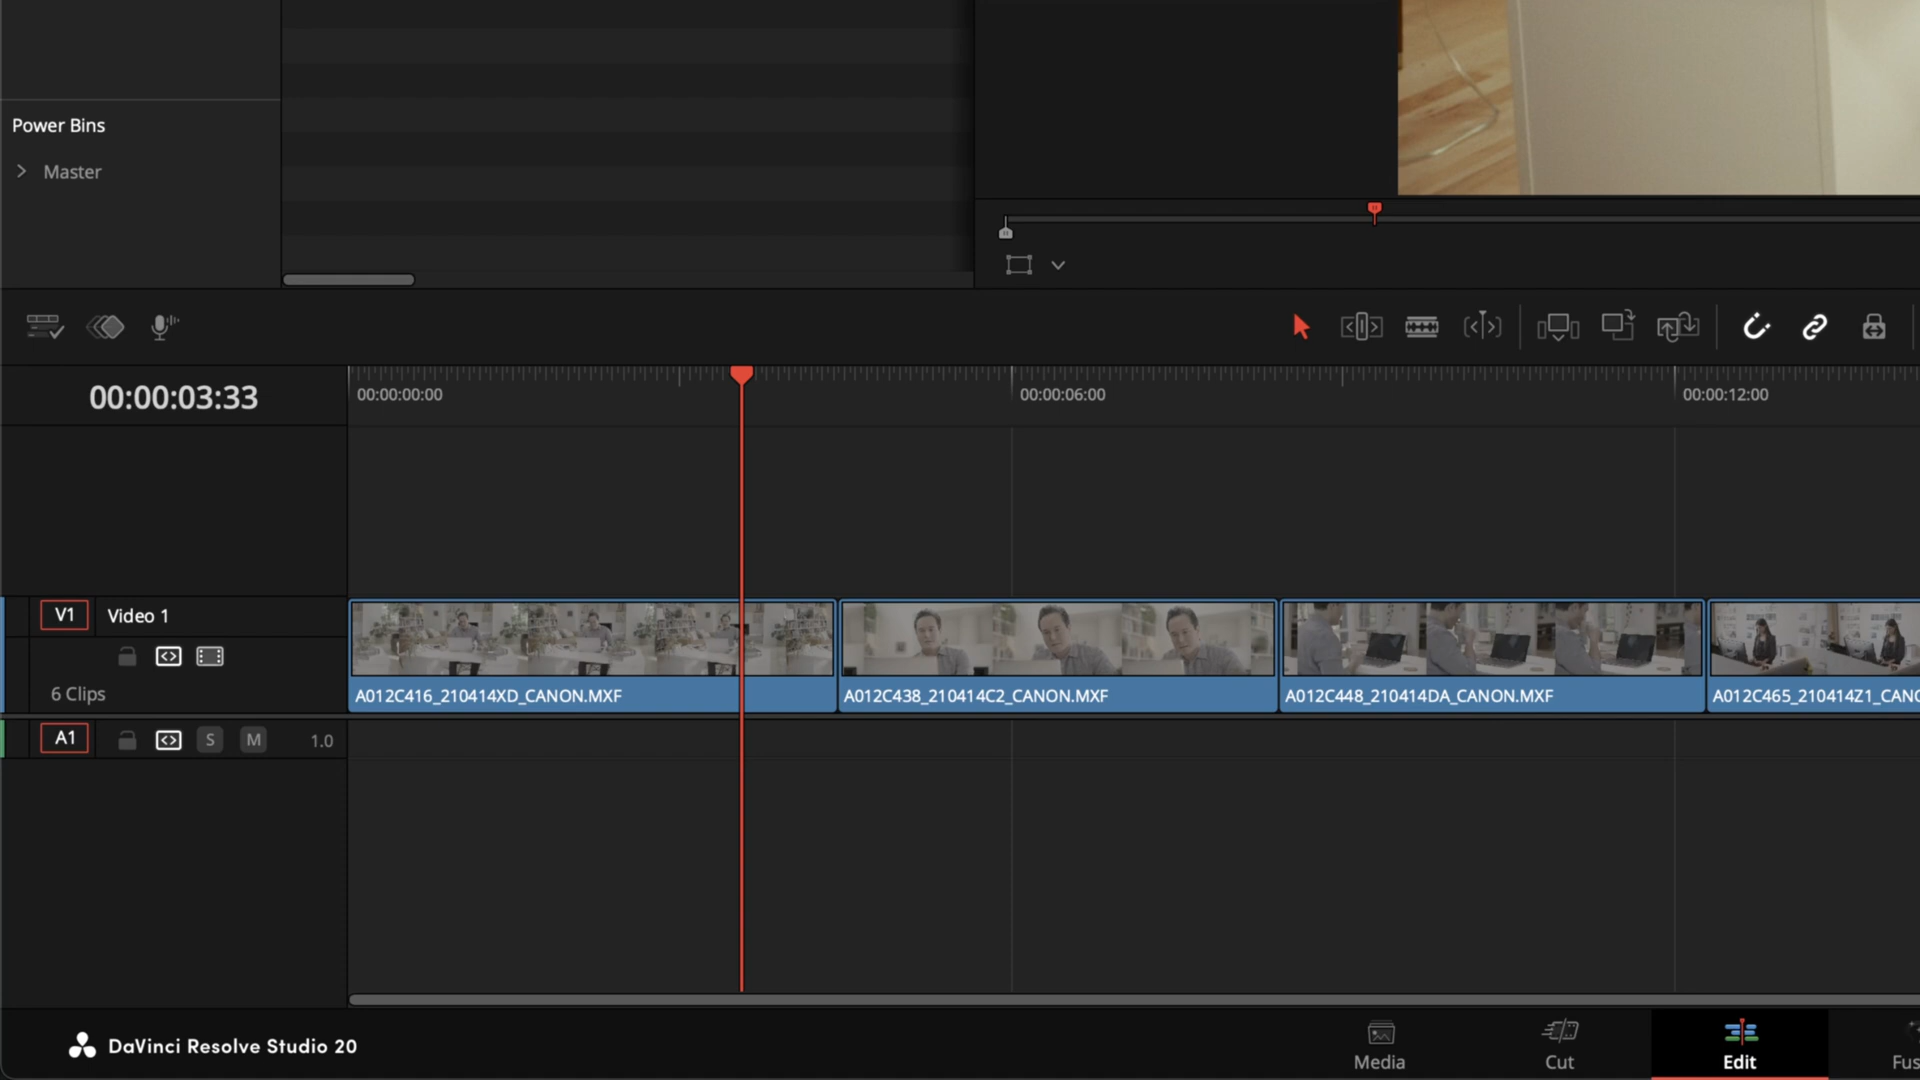 Power Bins
Master
00:00:03:33
00:00:00:00
00:00:06:00
00:00:12:00
V1
Video 1
6 Clips
A012C416_210414XD_CANON.MXF
A012C438_210414C2_CANON.MXF
A012C448_210414DA_CANON.MXF
A012C465_210414Z1_CANO
A1
S
M
1.0
DaVinci Resolve Studio 20
Media
Cut
Edit
Fus